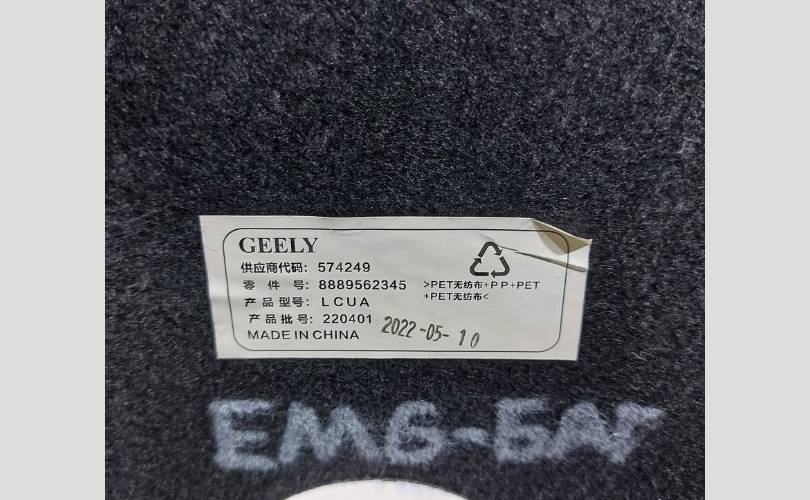 GEELY
供应商代码: 574249
零 件 号: 8889562345
>PET无纺布+PP+PET
+PET无纺布<
产品型号: LCUA
产品批号: 220401
2022-05-10
MADE IN CHINA
EMG-БАГ